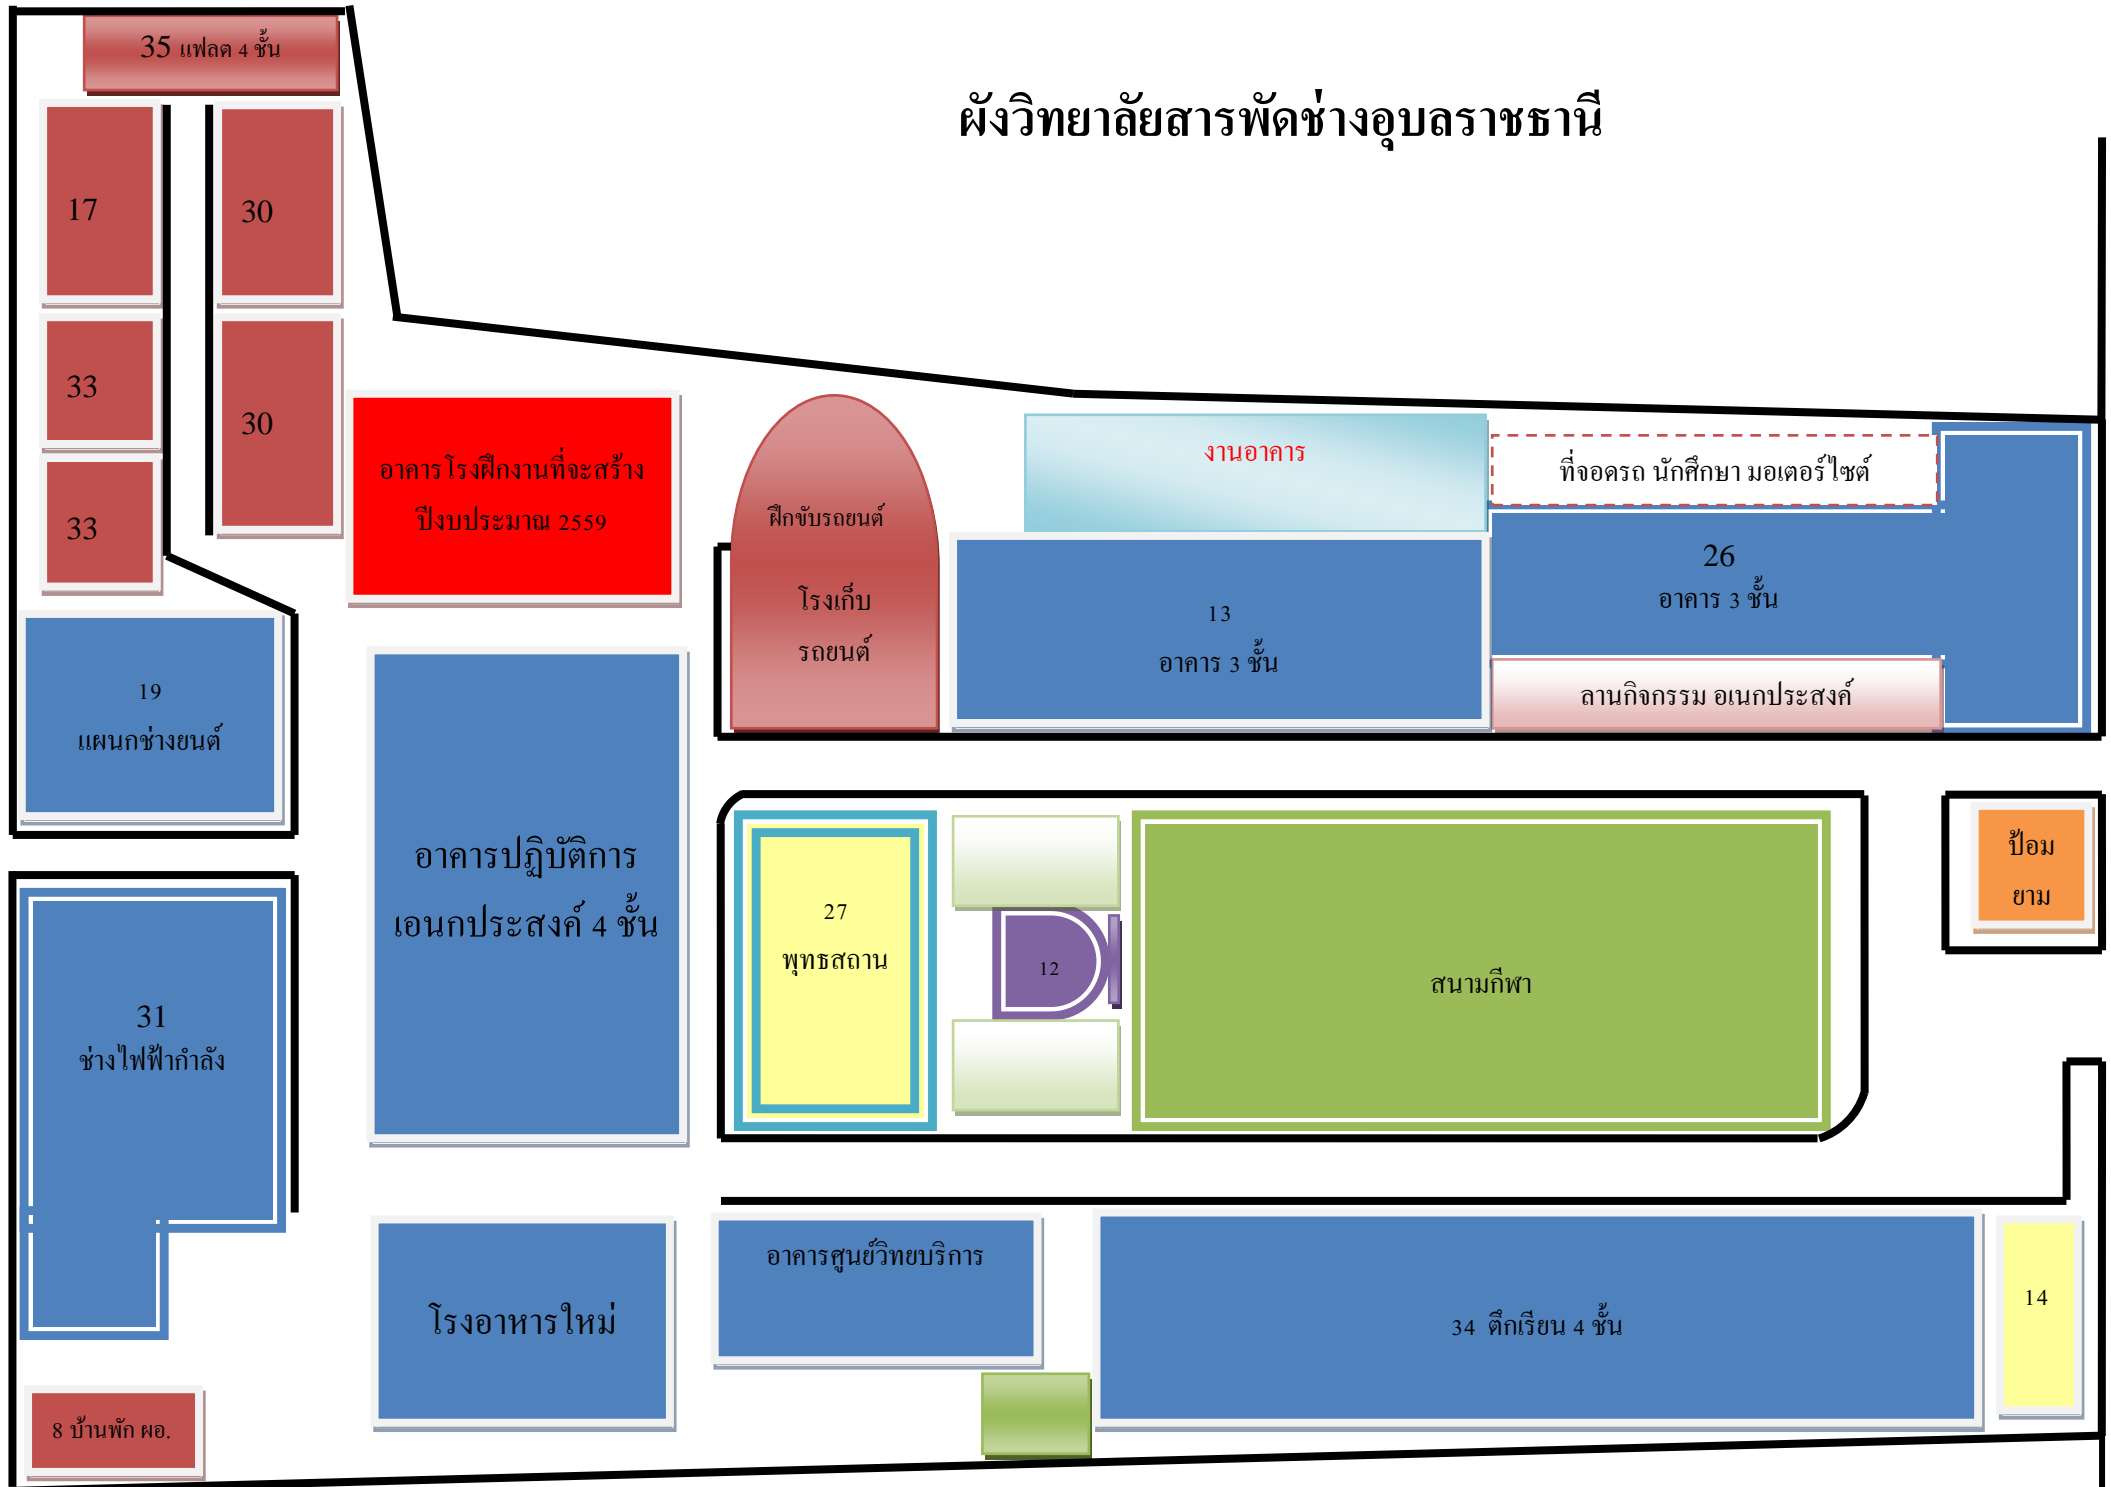 ผังวิทยาลัยสารพัดช่างอุบลราชธานี
35 แฟลต 4 ชั้น
17
30
33
30
33
อาคารโรงฝึกงานที่จะสร้าง
ปีงบประมาณ 2559
ฝึกขับรถยนต์
โรงเก็บ
รถยนต์
งานอาคาร
ที่จอดรถ นักศึกษา มอเตอร์ไซต์
13
อาคาร 3 ชั้น
26
อาคาร 3 ชั้น
ลานกิจกรรม อเนกประสงค์
19
แผนกช่างยนต์
อาคารปฏิบัติการ
เอนกประสงค์ 4 ชั้น
27
พุทธสถาน
12
สนามกีฬา
ป้อม
ยาม
31
ช่างไฟฟ้ากำลัง
โรงอาหารใหม่
อาคารศูนย์วิทยบริการ
34 ตึกเรียน 4 ชั้น
14
8 บ้านพัก ผอ.